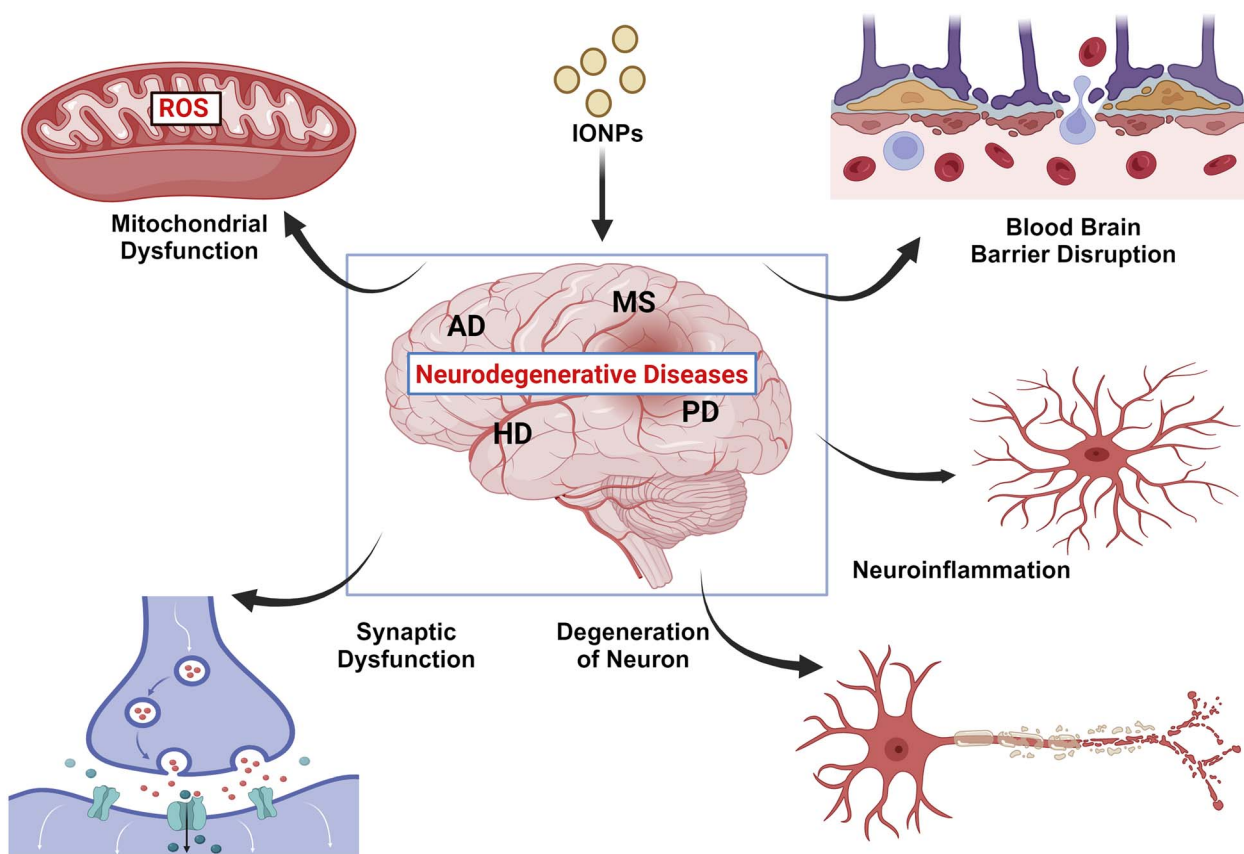 ROS
IONPs
Mitochondrial
Dysfunction
Blood Brain
Barrier Disruption
AD
MS
Neurodegenerative Diseases
HD
PD
Neuroinflammation
Synaptic
Dysfunction
Degeneration
of Neuron